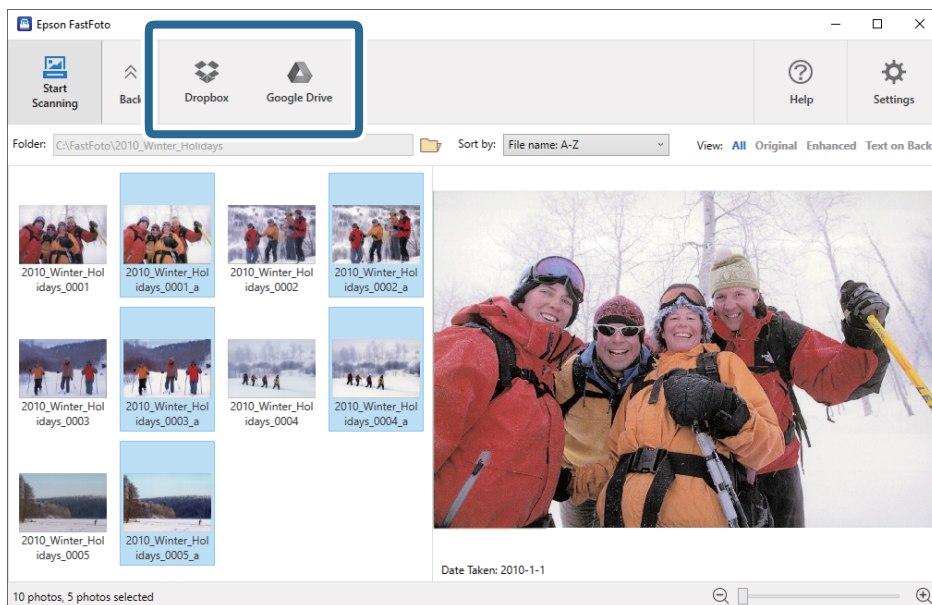 Epson FastFoto
Start
Scanning
Back
Dropbox
Google Drive
Help
Settings
Folder: C:\FastFoto\2010_Winter_Holidays
Sort by: File name: A-Z
View: All Original Enhanced Text on Back
2010_Winter_Hol
idays_0001
2010_Winter_Hol
idays_0001_a
2010_Winter_Hol
idays_0002
2010_Winter_Hol
idays_0002_a
2010_Winter_Hol
idays_0003
2010_Winter_Hol
idays_0003_a
2010_Winter_Hol
idays_0004
2010_Winter_Hol
idays_0004_a
2010_Winter_Hol
idays_0005
2010_Winter_Hol
idays_0005_a
Date Taken: 2010-1-1
10 photos, 5 photos selected